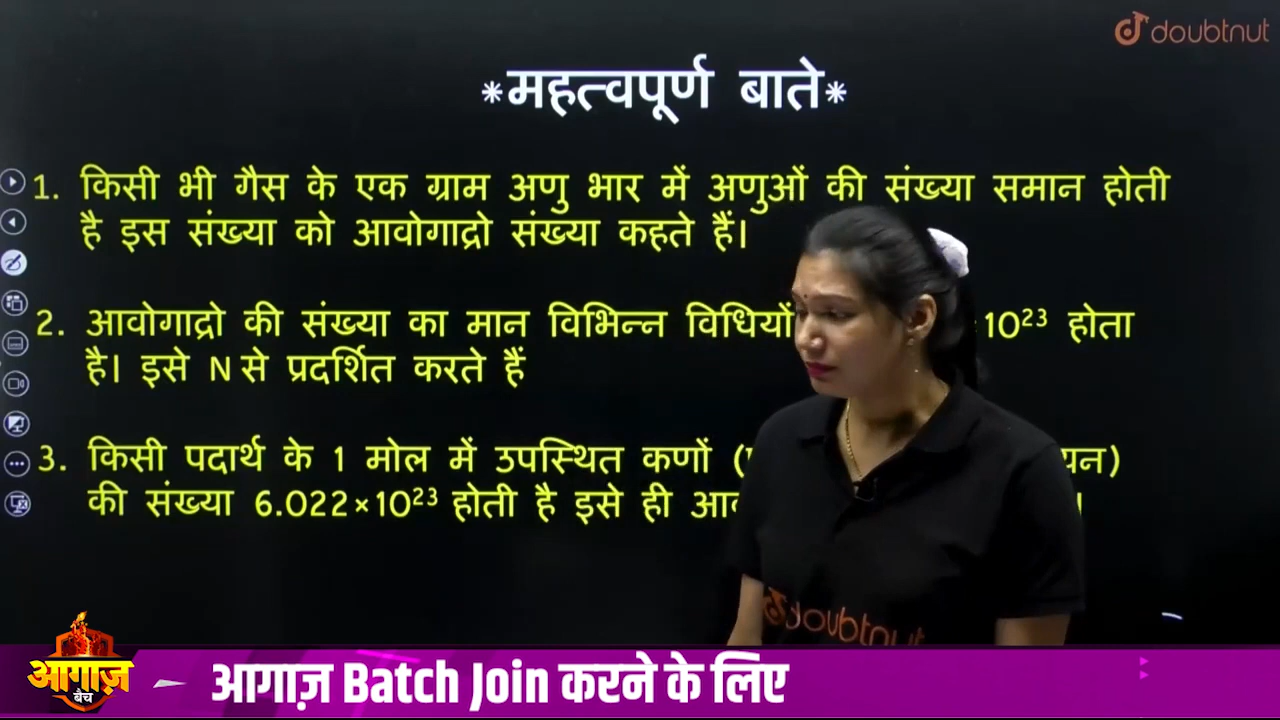 doubtnut
*महत्वपूर्ण बाते*
1. किसी भी गैस के एक ग्राम अणु भार में अणुओं की संख्या समान होती
है इस संख्या को आवोगाद्रो संख्या कहते हैं।
2. आवोगाद्रो की संख्या का मान विभिन्न विधियों 10²³ होता
है। इसे N से प्रदर्शित करते हैं
3. किसी पदार्थ के 1 मोल में उपस्थित कणों (
की संख्या 6.022×10²³ होती है इसे ही
doubtnut
आगाज़
बैच
आगाज़ Batch Join करने के लिए